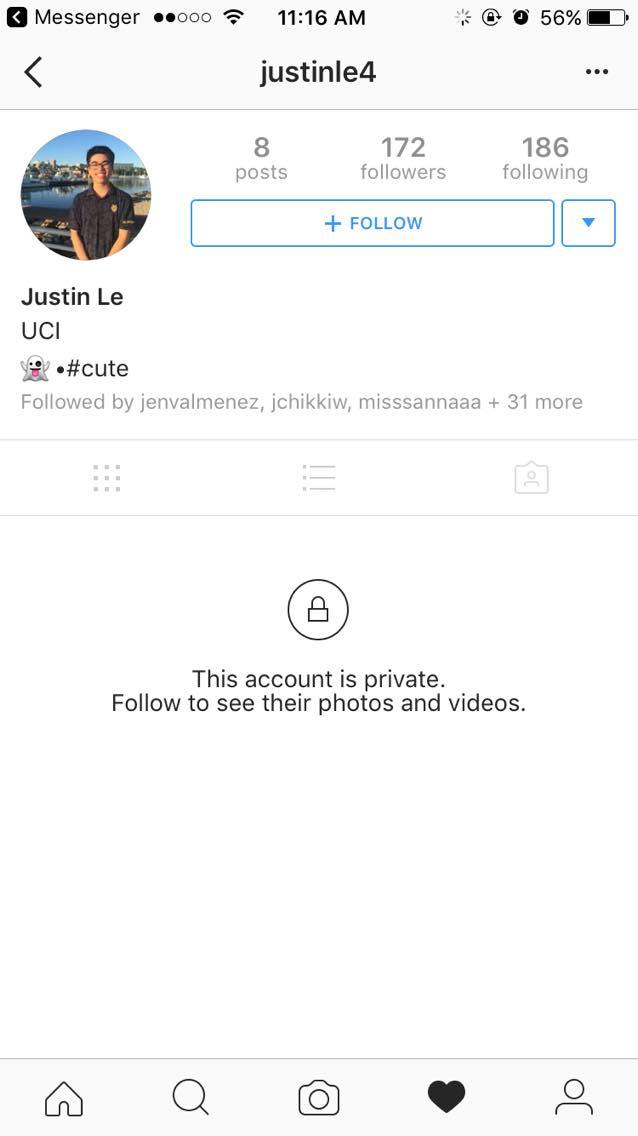 Messenger 11:16 AM 56%
justinle4
8 172 186
posts followers following
+ FOLLOW
Justin Le
UCI
👻 •#cute
Followed by jenvalmenez, jchikkiw, misssannaaa + 31 more
This account is private.
Follow to see their photos and videos.